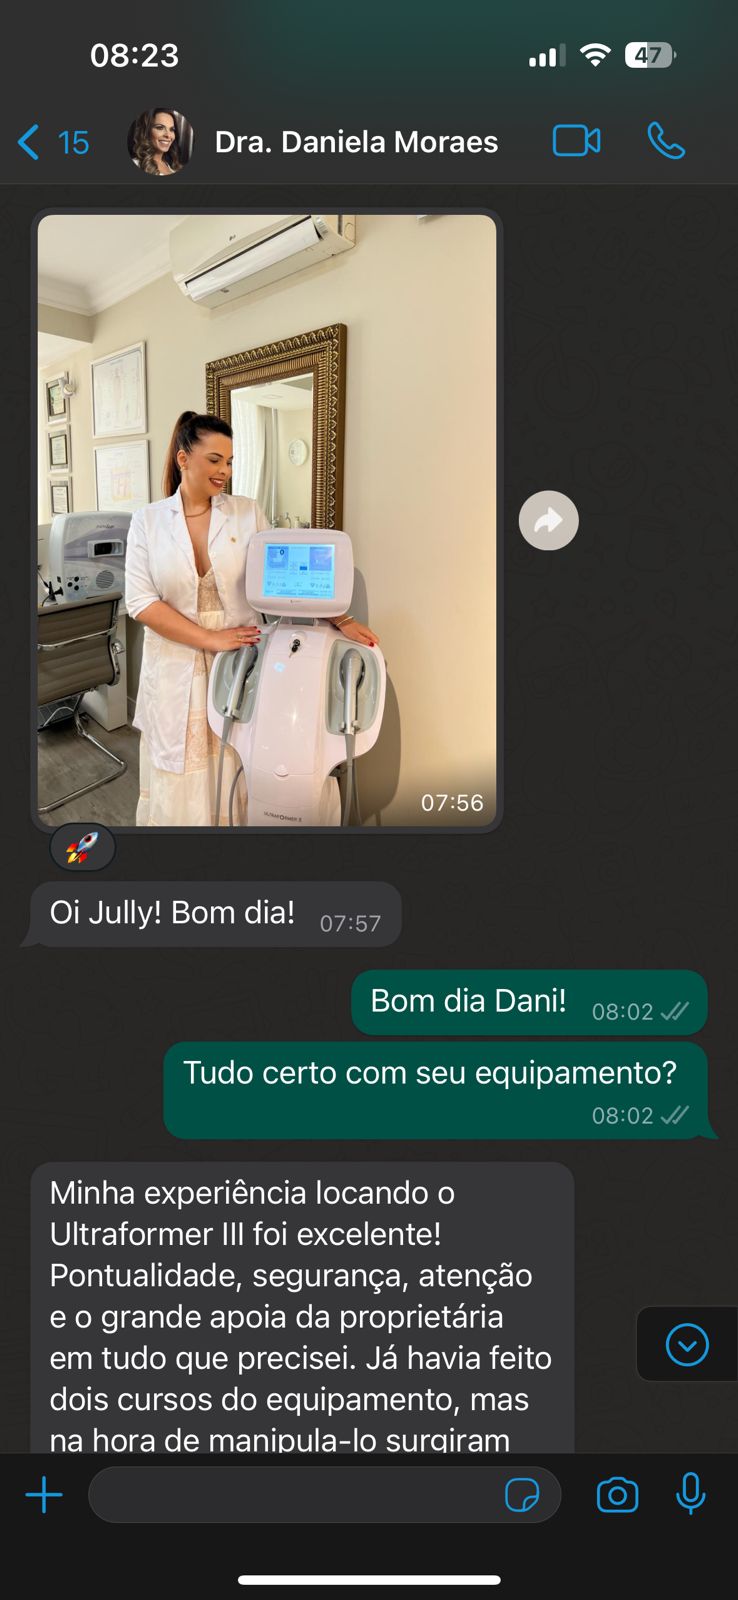 08:23
47
15
Dra. Daniela Moraes
ULTRAFORMER III
07:56
Oi Jully! Bom dia!
07:57
Bom dia Dani!
08:02
Tudo certo com seu equipamento?
08:02
Minha experiência locando o
Ultraformer III foi excelente!
Pontualidade, segurança, atenção
e o grande apoia da proprietária
em tudo que precisei. Já havia feito
dois cursos do equipamento, mas
na hora de manipula-lo surgiram